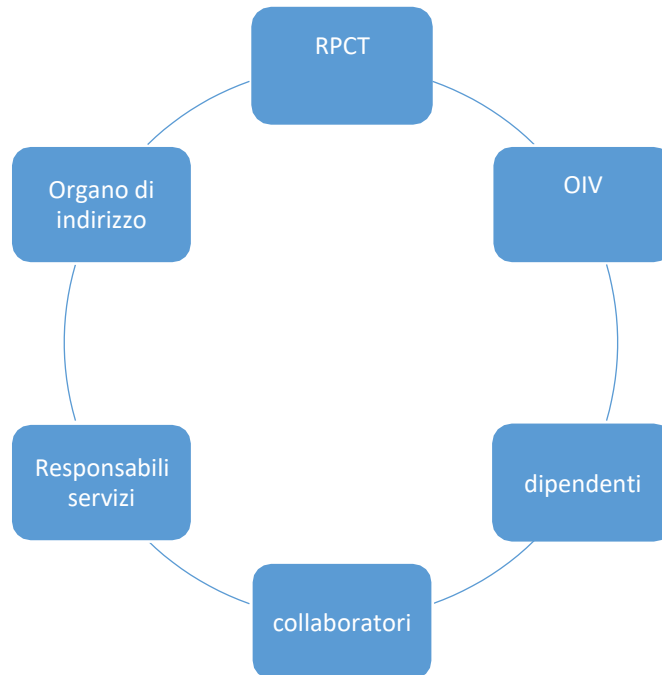 RPCT
OIV
dipendenti
collaboratori
Responsabili
servizi
Organo di
indirizzo